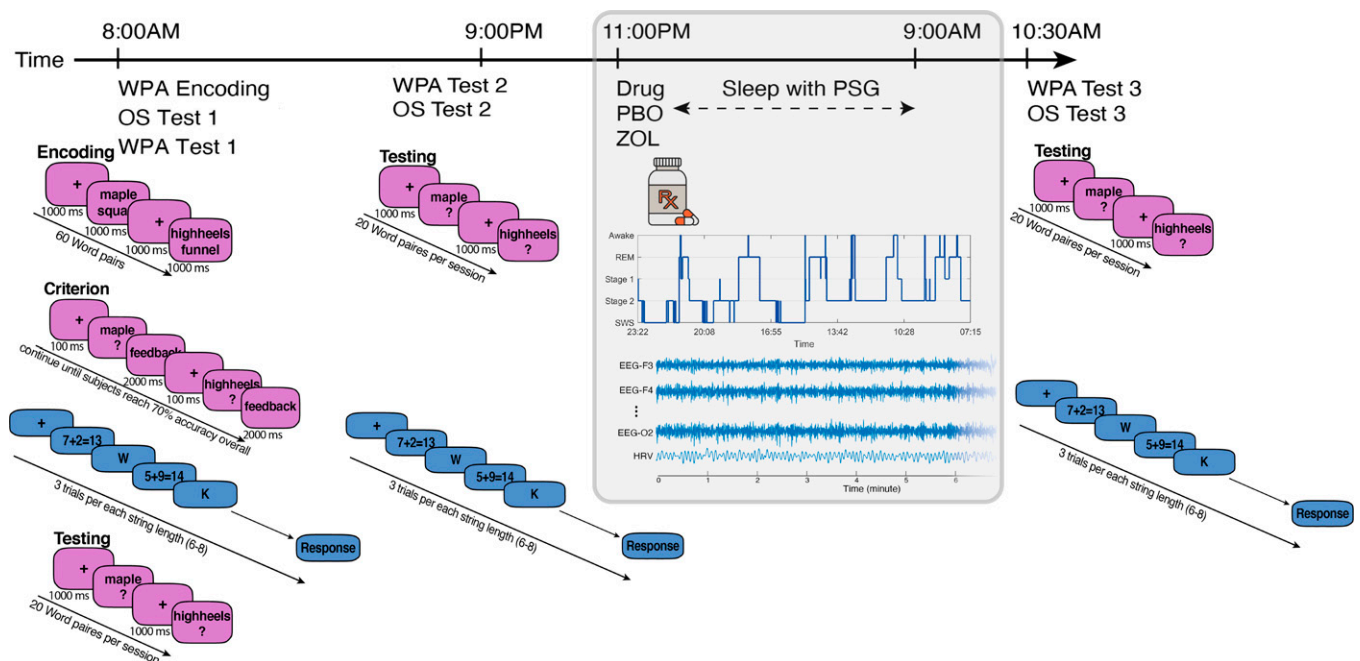 8:00AM
9:00PM
11:00PM
9:00AM
10:30AM
Time
WPA Encoding
OS Test 1
WPA Test 1
WPA Test 2
OS Test 2
Drug
PBO
ZOL
Sleep with PSG
WPA Test 3
OS Test 3
Encoding
+
maple
squa
+
highheels
funnel
1000 ms
1000 ms
1000 ms
1000 ms
60 Word pairs
Criterion
+
maple
?
feedback
+
highheels
?
feedback
100 ms
2000 ms
100 ms
2000 ms
continue until subjects reach 70% accuracy overall
+
7+2=13
W
5+9=14
K
Response
3 trials per each string length (6-8)
Testing
+
maple
?
+
highheels
?
1000 ms
1000 ms
20 Word paires per session
Testing
+
maple
?
+
highheels
?
1000 ms
1000 ms
20 Word paires per session
+
7+2=13
W
5+9=14
K
Response
3 trials per each string length (6-8)
Rx
Awake
REM
Stage 1
Stage 2
SWS
23:22 20:08 16:55 13:42 10:28 07:15
Time
EEG-F3
EEG-F4
EEG-O2
HRV
0 1 2 3 4 5 6
Time (minute)
Testing
+
maple
?
+
highheels
?
1000 ms
1000 ms
20 Word paires per session
+
7+2=13
W
5+9=14
K
Response
3 trials per each string length (6-8)